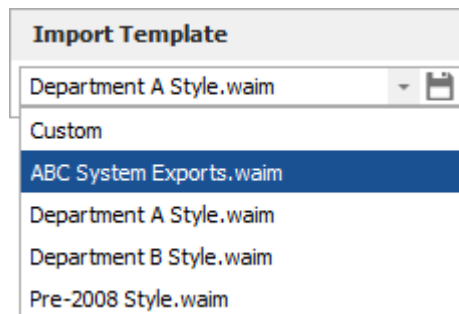 Import Template
Department A Style.waim
Custom
ABC System Exports.waim
Department A Style.waim
Department B Style.waim
Pre-2008 Style.waim